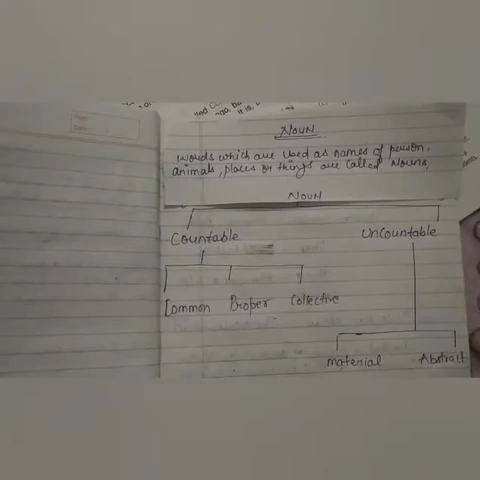 Noun
Words which are used as names of person,
animals, places or things are called Nouns.
Noun
Countable
Uncountable
Common Proper Collective
Material Abstract